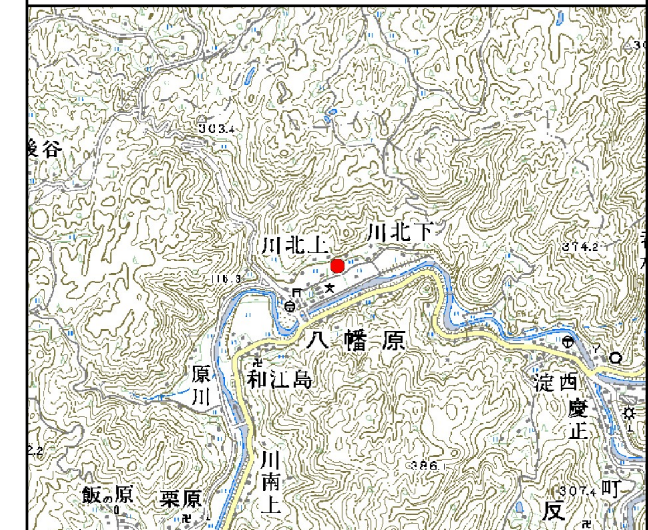 303.4
後谷
川北上
川北下
374.2
116.3
八幡原
原川
和江島
淀西
慶正
川南上
386.1
307.4
町
飯の原
栗原
反